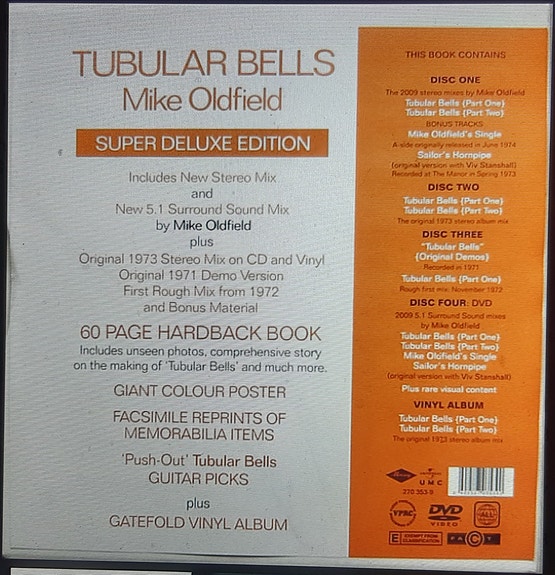 TUBULAR BELLS
Mike Oldfield
SUPER DELUXE EDITION
Includes New Stereo Mix
and
New 5.1 Surround Sound Mix
by Mike Oldfield
plus
Original 1973 Stereo Mix on CD and Vinyl
Original 1971 Demo Version
First Rough Mix from 1972
and Bonus Material
60 PAGE HARDBACK BOOK
Includes unseen photos, comprehensive story
on the making of 'Tubular Bells' and much more.
GIANT COLOUR POSTER
FACSIMILE REPRINTS OF
MEMORABILIA ITEMS
'Push-Out' Tubular Bells
GUITAR PICKS
plus
GATEFOLD VINYL ALBUM
THIS BOOK CONTAINS
DISC ONE
The 2009 stereo mixes by Mike Oldfield
Tubular Bells {Part One}
Tubular Bells {Part Two}
BONUS TRACKS
Mike Oldfield's Single
A-side originally released in June 1974
Sailor's Hornpipe
(original version with Viv Stanshall)
Recorded at The Manor in Spring 1973
DISC TWO
Tubular Bells {Part One}
Tubular Bells {Part Two}
The original 1973 stereo album mix
DISC THREE
"Tubular Bells"
{Original Demos}
Recorded in 1971
Tubular Bells {Part One}
Rough first mix: November 1972
DISC FOUR: DVD
2009 5.1 Surround Sound mixes
by Mike Oldfield
Tubular Bells {Part One}
Tubular Bells {Part Two}
Mike Oldfield's Single
Sailor's Hornpipe
(original version with Viv Stanshall)
Plus rare visual content
VINYL ALBUM
Tubular Bells {Part One}
Tubular Bells {Part Two}
The original 1973 stereo album mix
UMC
270 353-9
VPRC
DVD
VIDEO
ALL
E EXEMPT FROM
CLASSIFICATION
FACT